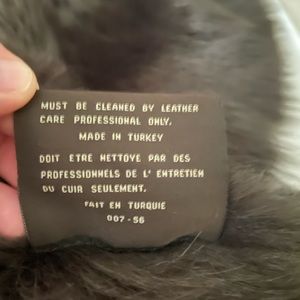 MUST BE CLEANED BY LEATHER
CARE PROFESSIONAL ONLY.
MADE IN TURKEY
DOIT ETRE NETTOYE PAR DES
PROFESSIONNELS DE L' ENTRETIEN
DU CUIR SEULEMENT.
FAIT EN TURQUIE
007-56